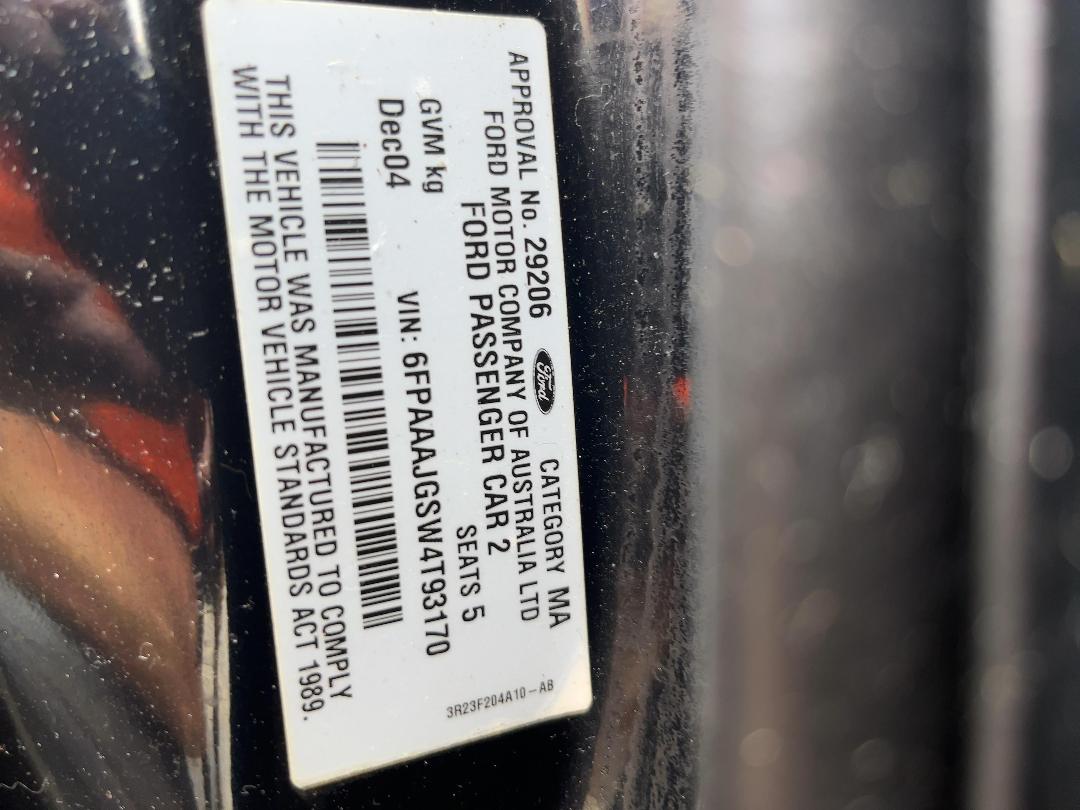 APPROVAL No. 29206 Ford CATEGORY MA
FORD MOTOR COMPANY OF AUSTRALIA LTD
FORD PASSENGER CAR 2
GVM kg SEATS 5
Dec04 VIN: 6FPAAAJGSW4T93170
THIS VEHICLE WAS MANUFACTURED TO COMPLY
WITH THE MOTOR VEHICLE STANDARDS ACT 1989.
3R23F204A10-AB